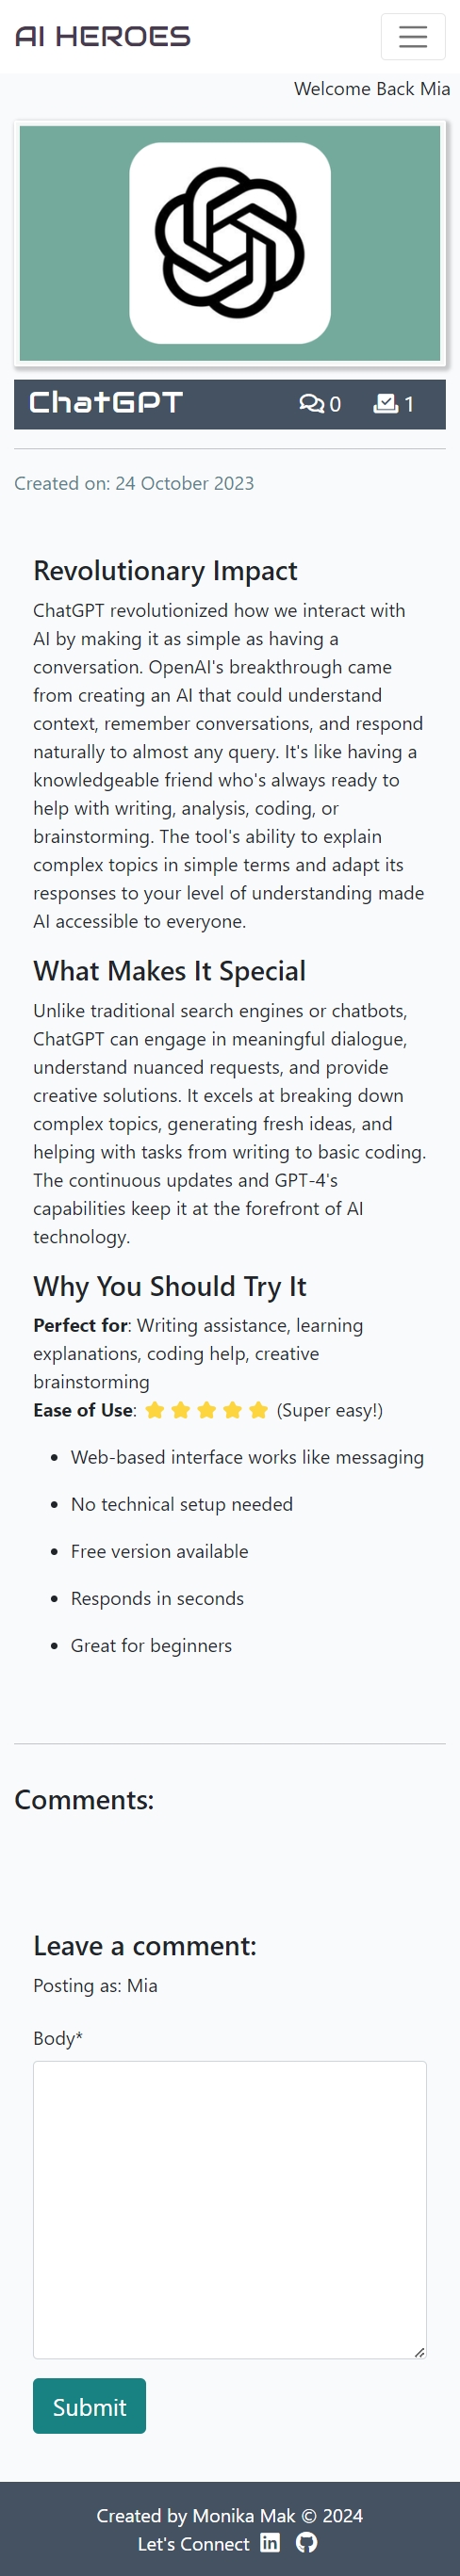 AI HEROES
Welcome Back Mia
ChatGPT 0 1
Created on: 24 October 2023
Revolutionary Impact
ChatGPT revolutionized how we interact with
AI by making it as simple as having a
conversation. OpenAI's breakthrough came
from creating an AI that could understand
context, remember conversations, and respond
naturally to almost any query. It's like having a
knowledgeable friend who's always ready to
help with writing, analysis, coding, or
brainstorming. The tool's ability to explain
complex topics in simple terms and adapt its
responses to your level of understanding made
AI accessible to everyone.
What Makes It Special
Unlike traditional search engines or chatbots,
ChatGPT can engage in meaningful dialogue,
understand nuanced requests, and provide
creative solutions. It excels at breaking down
complex topics, generating fresh ideas, and
helping with tasks from writing to basic coding.
The continuous updates and GPT-4's
capabilities keep it at the forefront of AI
technology.
Why You Should Try It
Perfect for: Writing assistance, learning
explanations, coding help, creative
brainstorming
Ease of Use: (Super easy!)
Web-based interface works like messaging
No technical setup needed
Free version available
Responds in seconds
Great for beginners
Comments:
Leave a comment:
Posting as: Mia
Body*
Submit
Created by Monika Mak © 2024
Let's Connect